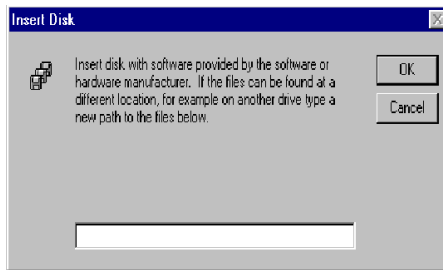 Insert Disk
Insert disk with software provided by the software or
hardware manufacturer. If the files can be found at a
different location, for example on another drive type a
new path to the files below.
OK
Cancel